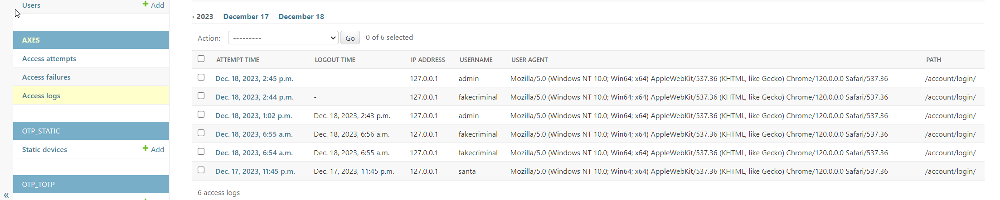 Users + Add
AXES
Access attempts
Access failures
Access logs
OTP_STATIC
Static devices + Add
OTP_TOTP
«
‹ 2023 December 17 December 18
Action: --------- Go 0 of 6 selected
ATTEMPT TIME LOGOUT TIME IP ADDRESS USERNAME USER AGENT PATH
Dec. 18, 2023, 2:45 p.m. - 127.0.0.1 admin Mozilla/5.0 (Windows NT 10.0; Win64; x64) AppleWebKit/537.36 (KHTML, like Gecko) Chrome/120.0.0.0 Safari/537.36 /account/login/
Dec. 18, 2023, 2:44 p.m. - 127.0.0.1 fakecriminal Mozilla/5.0 (Windows NT 10.0; Win64; x64) AppleWebKit/537.36 (KHTML, like Gecko) Chrome/120.0.0.0 Safari/537.36 /account/login/
Dec. 18, 2023, 1:02 p.m. Dec. 18, 2023, 2:43 p.m. 127.0.0.1 admin Mozilla/5.0 (Windows NT 10.0; Win64; x64) AppleWebKit/537.36 (KHTML, like Gecko) Chrome/120.0.0.0 Safari/537.36 /account/login/
Dec. 18, 2023, 6:55 a.m. Dec. 18, 2023, 6:56 a.m. 127.0.0.1 fakecriminal Mozilla/5.0 (Windows NT 10.0; Win64; x64) AppleWebKit/537.36 (KHTML, like Gecko) Chrome/120.0.0.0 Safari/537.36 /account/login/
Dec. 18, 2023, 6:54 a.m. Dec. 18, 2023, 6:55 a.m. 127.0.0.1 fakecriminal Mozilla/5.0 (Windows NT 10.0; Win64; x64) AppleWebKit/537.36 (KHTML, like Gecko) Chrome/120.0.0.0 Safari/537.36 /account/login/
Dec. 17, 2023, 11:45 p.m. Dec. 17, 2023, 11:45 p.m. 127.0.0.1 santa Mozilla/5.0 (Windows NT 10.0; Win64; x64) AppleWebKit/537.36 (KHTML, like Gecko) Chrome/120.0.0.0 Safari/537.36 /account/login/
6 access logs